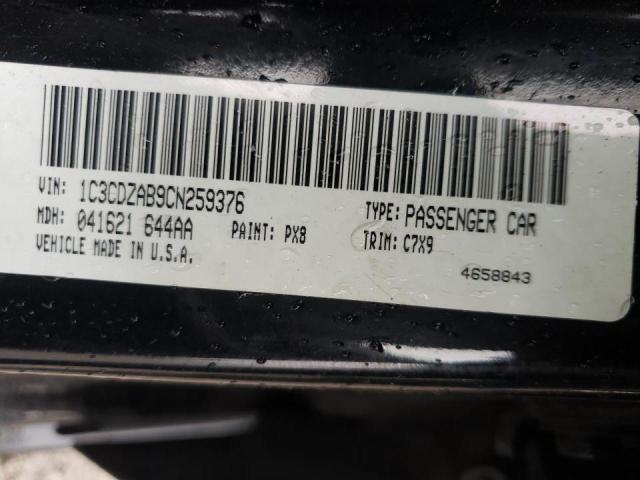 VIN: 1C3CDZAB9CN259376
MDH: 041621 644AA PAINT: PX8 TYPE: PASSENGER CAR
VEHICLE MADE IN U.S.A. TRIM: C7X9
4658843